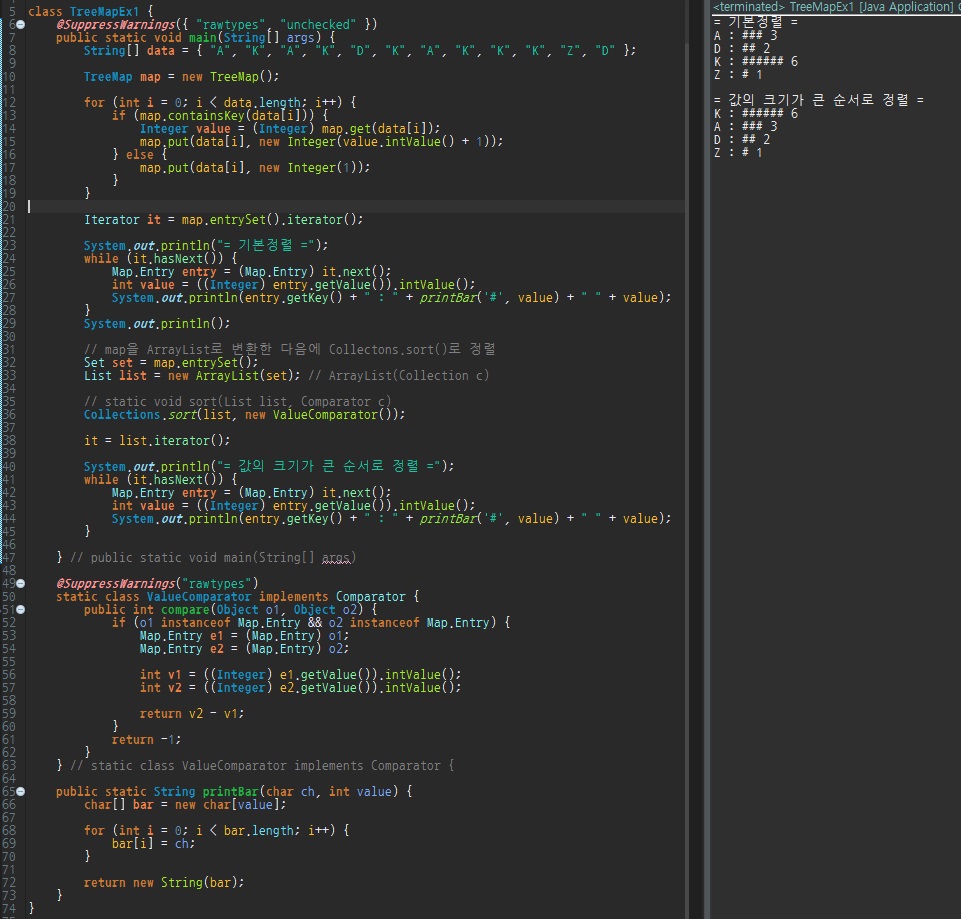 5 class TreeMapEx1 {
6 @SuppressWarnings({ "rawtypes", "unchecked" })
7 public static void main(String[] args) {
8 String[] data = { "A", "K", "A", "K", "D", "K", "A", "K", "K", "K", "Z", "D" };
9
10 TreeMap map = new TreeMap();
11
12 for (int i = 0; i < data.length; i++) {
13 if (map.containsKey(data[i])) {
14 Integer value = (Integer) map.get(data[i]);
15 map.put(data[i], new Integer(value.intValue() + 1));
16 } else {
17 map.put(data[i], new Integer(1));
18 }
19 }
20
21 Iterator it = map.entrySet().iterator();
22
23 System.out.println("= 기본정렬 =");
24 while (it.hasNext()) {
25 Map.Entry entry = (Map.Entry) it.next();
26 int value = ((Integer) entry.getValue()).intValue();
27 System.out.println(entry.getKey() + " : " + printBar('#', value) + " " + value);
28 }
29 System.out.println();
30
31 // map을 ArrayList로 변환한 다음에 Collectons.sort()로 정렬
32 Set set = map.entrySet();
33 List list = new ArrayList(set); // ArrayList(Collection c)
34
35 // static void sort(List list, Comparator c)
36 Collections.sort(list, new ValueComparator());
37
38 it = list.iterator();
39
40 System.out.println("= 값의 크기가 큰 순서로 정렬 =");
41 while (it.hasNext()) {
42 Map.Entry entry = (Map.Entry) it.next();
43 int value = ((Integer) entry.getValue()).intValue();
44 System.out.println(entry.getKey() + " : " + printBar('#', value) + " " + value);
45 }
46
47 } // public static void main(String[] args)
48
49 @SuppressWarnings("rawtypes")
50 static class ValueComparator implements Comparator {
51 public int compare(Object o1, Object o2) {
52 if (o1 instanceof Map.Entry && o2 instanceof Map.Entry) {
53 Map.Entry e1 = (Map.Entry) o1;
54 Map.Entry e2 = (Map.Entry) o2;
55
56 int v1 = ((Integer) e1.getValue()).intValue();
57 int v2 = ((Integer) e2.getValue()).intValue();
58
59 return v2 - v1;
60 }
61 return -1;
62 }
63 } // static class ValueComparator implements Comparator {
64
65 public static String printBar(char ch, int value) {
66 char[] bar = new char[value];
67
68 for (int i = 0; i < bar.length; i++) {
69 bar[i] = ch;
70 }
71
72 return new String(bar);
73 }
74 }
<terminated> TreeMapEx1 [Java Application]
= 기본정렬 =
A : ### 3
D : ## 2
K : ###### 6
Z : # 1
= 값의 크기가 큰 순서로 정렬 =
K : ###### 6
A : ### 3
D : ## 2
Z : # 1